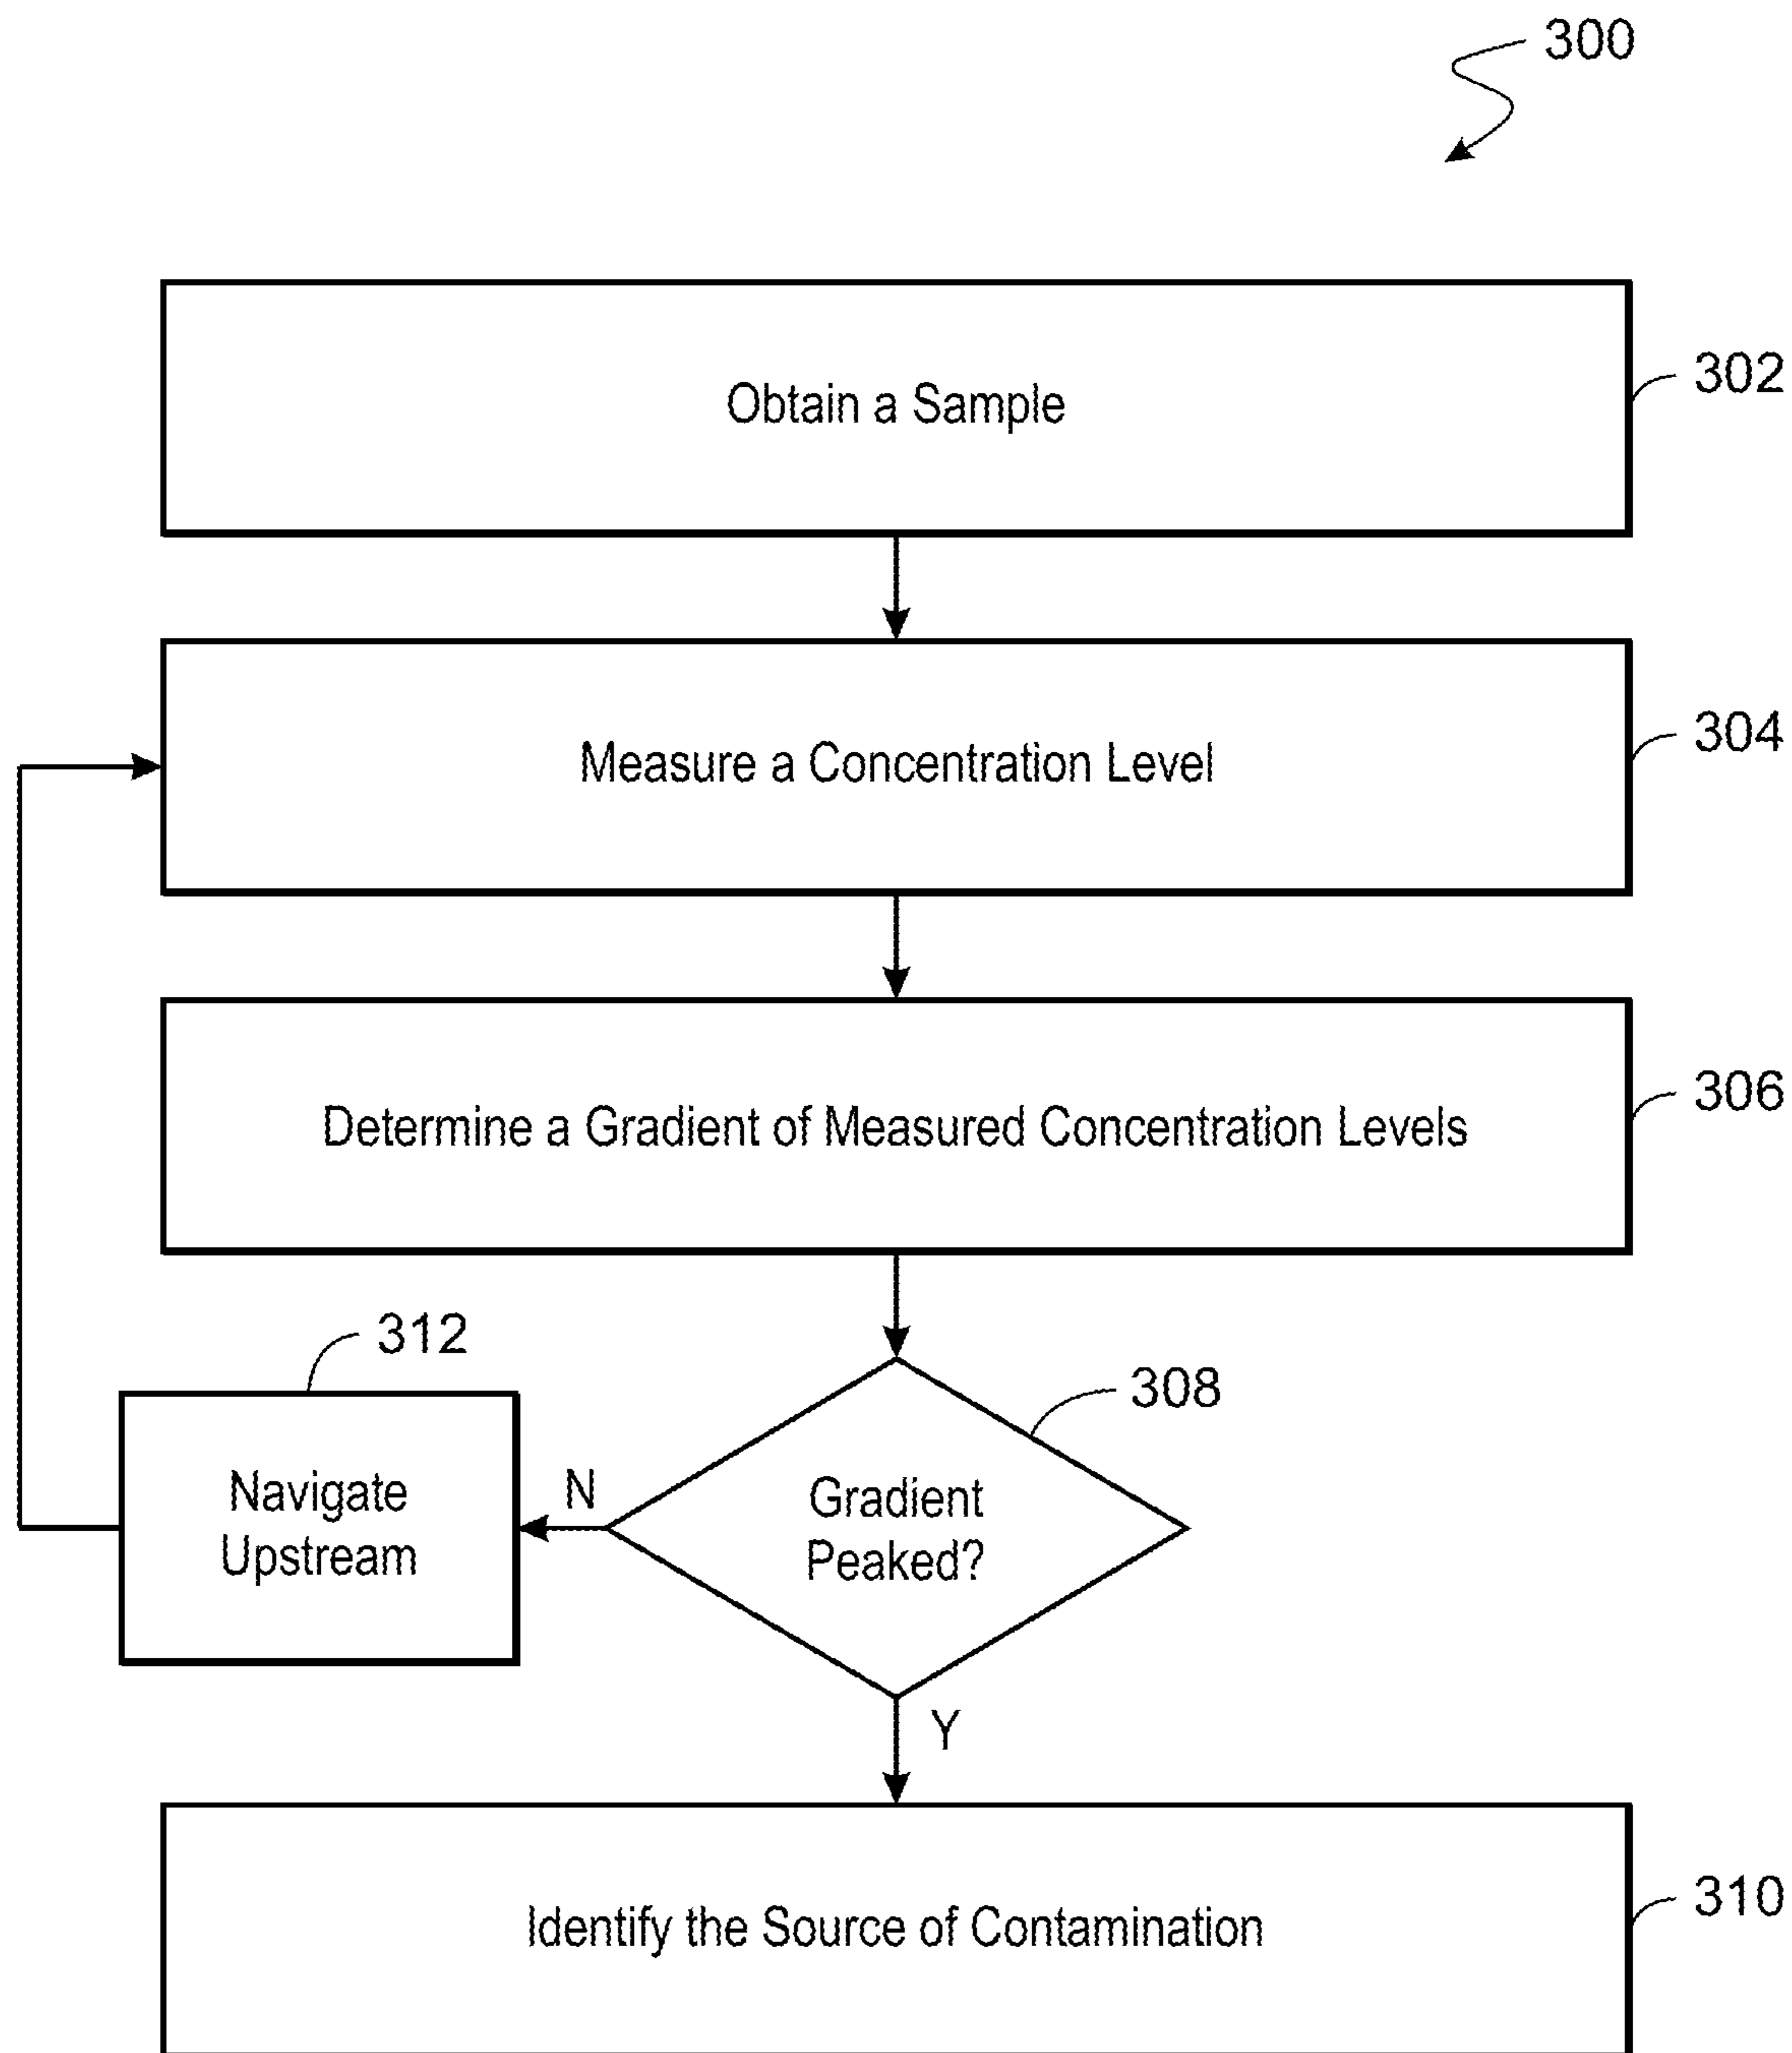 300
Obtain a Sample
302
Measure a Concentration Level
304
Determine a Gradient of Measured Concentration Levels
306
312
308
Navigate
Upstream
N
Gradient
Peaked?
Y
Identify the Source of Contamination
310